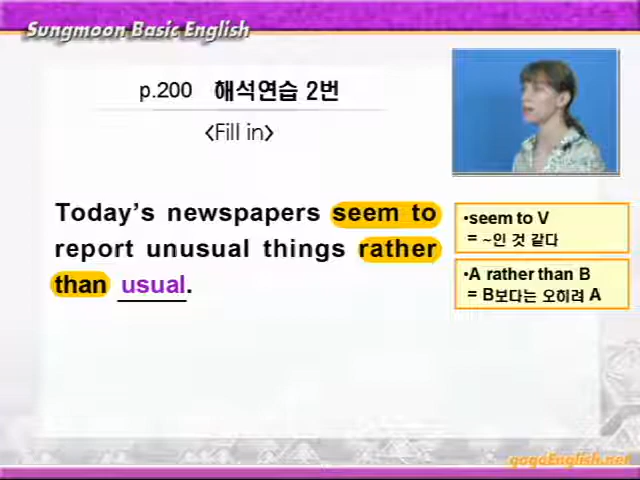 Sungmoon Basic English
p.200 해석연습 2번
<Fill in>
Today's newspapers seem to
report unusual things rather
than usual.
•seem to V
= ~인 것 같다
•A rather than B
= B보다는 오히려 A
gogoEnglish.net